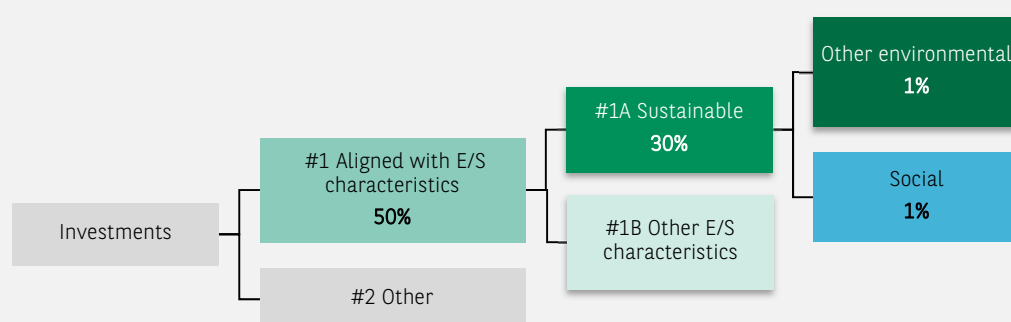 Other environmental
1%
#1A Sustainable
30%
#1 Aligned with E/S
characteristics
50%
Social
1%
Investments
#1B Other E/S
characteristics
#2 Other